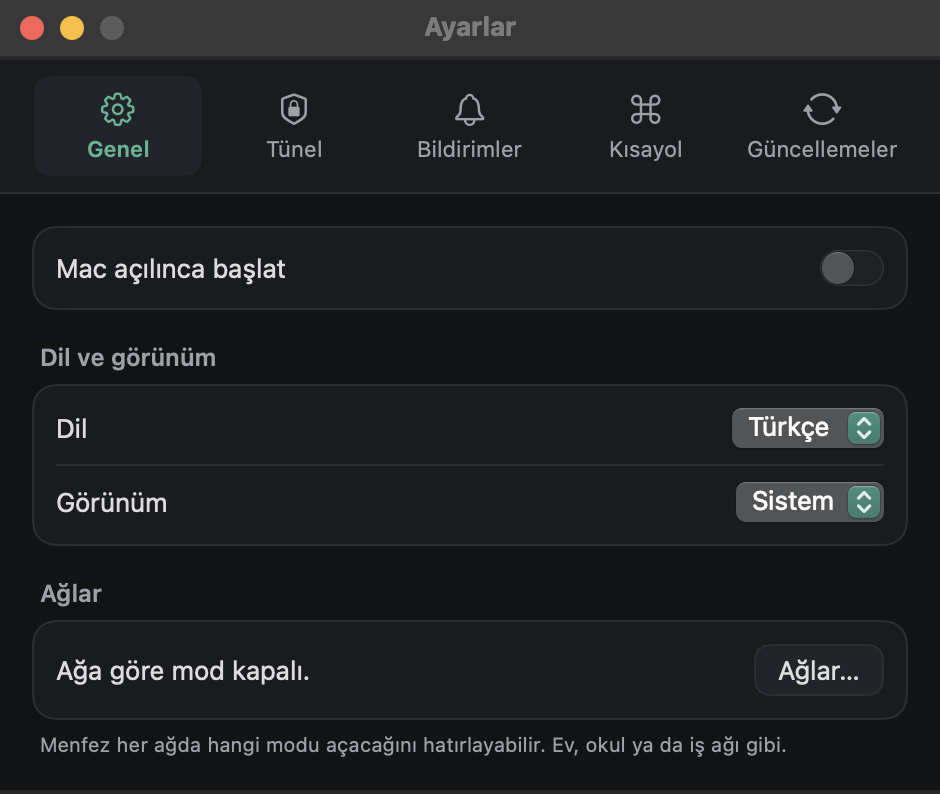 Ayarlar
Genel
Tünel
Bildirimler
Kısayol
Güncellemeler
Mac açılınca başlat
Dil ve görünüm
Dil
Türkçe
Görünüm
Sistem
Ağlar
Ağa göre mod kapalı.
Ağlar...
Menfez her ağda hangi modu açacağını hatırlayabilir. Ev, okul ya da iş ağı gibi.